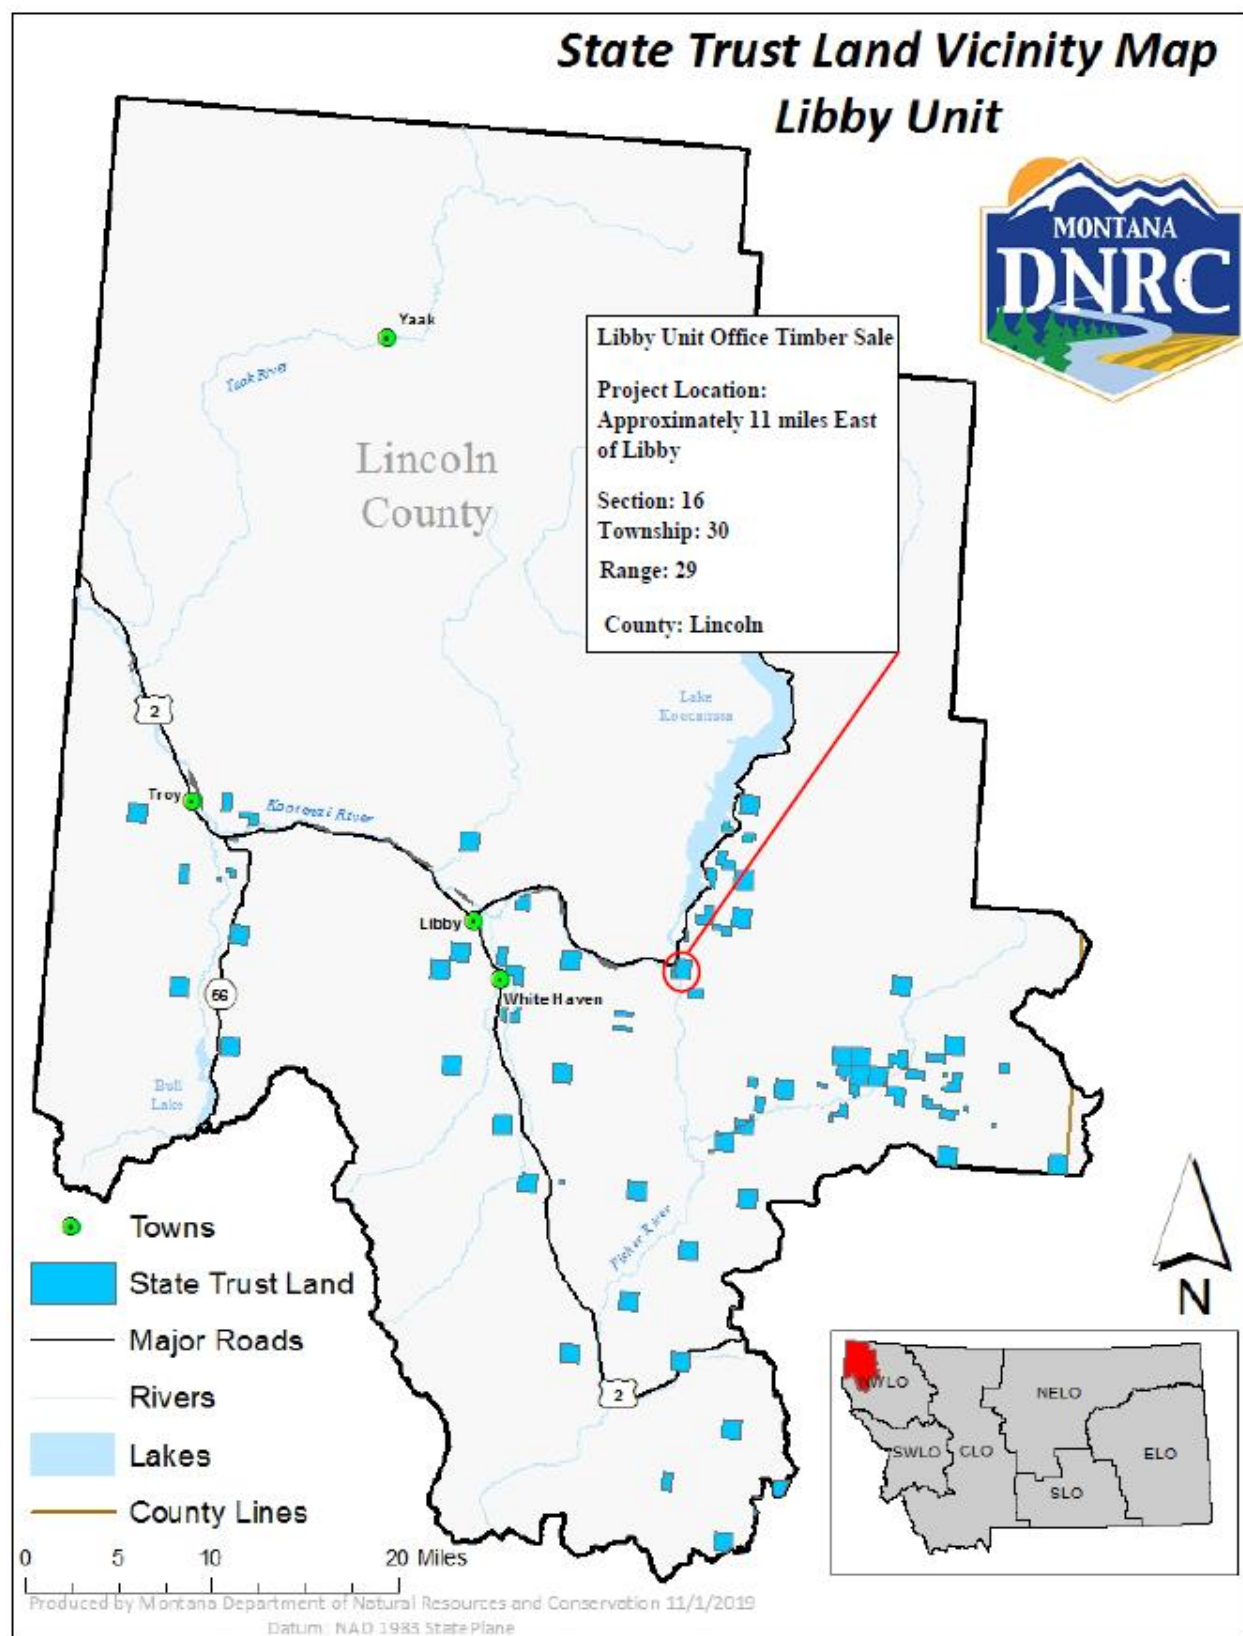 State Trust Land Vicinity Map
Libby Unit
MONTANA
DNRC
Yaak
Libby Unit Office Timber Sale
Project Location:
Approximately 11 miles East
of Libby
Section: 16
Township: 30
Range: 29
County: Lincoln
Yaak River
Lincoln
County
2
Lake
Koocanusa
Troy
Kootenai River
Libby
56
White Haven
Bull
Lake
Fisher River
2
Towns
State Trust Land
Major Roads
Rivers
Lakes
County Lines
N
NWLO
NELO
SWLO
CLO
ELO
SLO
0 5 10 20 Miles
Produced by Montana Department of Natural Resources and Conservation 11/1/2019
Datum: NAD 1983 StatePlane